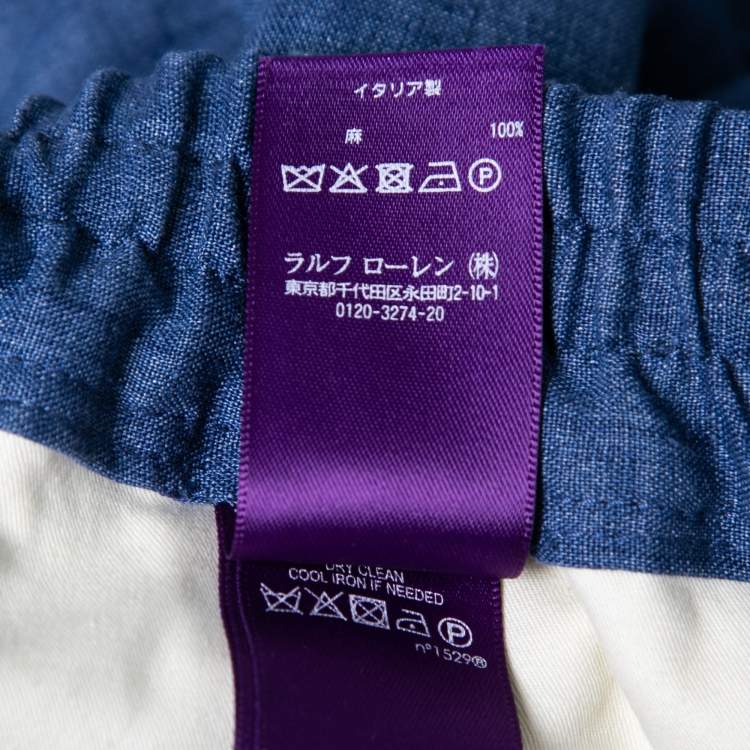 イタリア製
麻 100%
ラルフ ローレン (株)
東京都千代田区永田町2-10-1
0120-3274-20
DRY CLEAN
COOL IRON IF NEEDED
n°1529®